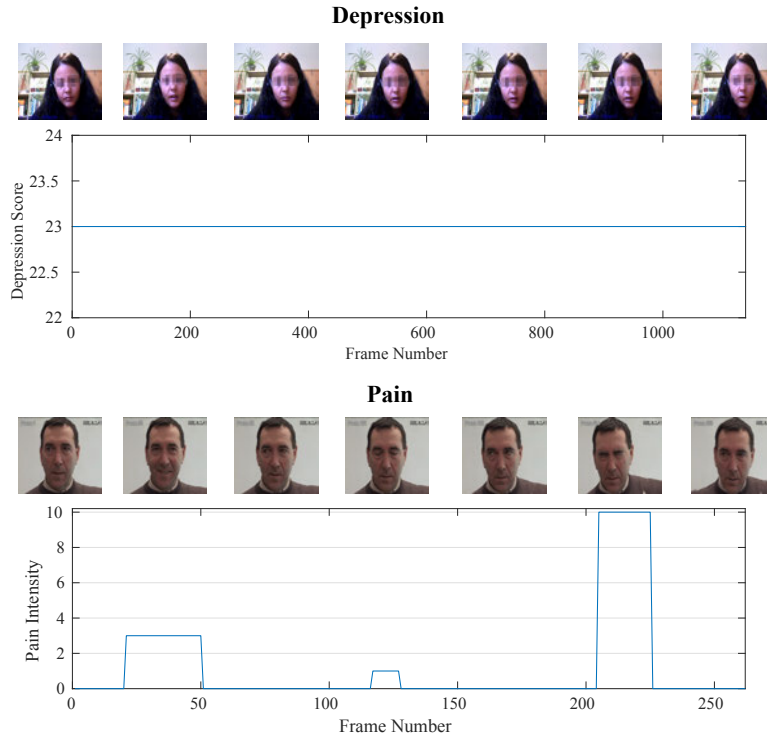 Depression
24
23.5
23
22.5
22
Depression Score
0 200 400 600 800 1000
Frame Number
Pain
10
8
6
4
2
0
Pain Intensity
0 50 100 150 200 250
Frame Number